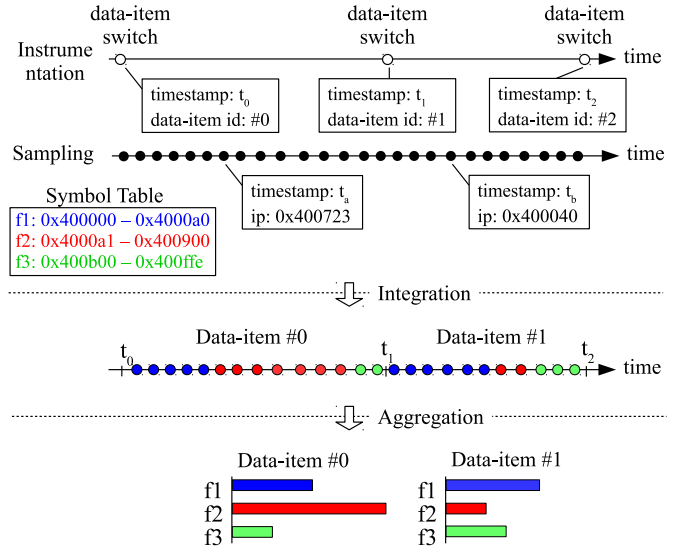 data-item data-item data-item
switch switch switch
Instrume
ntation
time
timestamp: t0
data-item id: #0
timestamp: t1
data-item id: #1
timestamp: t2
data-item id: #2
Sampling
time
timestamp: ta
ip: 0x400723
timestamp: tb
ip: 0x400040
Symbol Table
f1: 0x400000 – 0x4000a0
f2: 0x4000a1 – 0x400900
f3: 0x400b00 – 0x400ffe
Integration
Data-item #0 Data-item #1
t0 t1 t2
time
Aggregation
Data-item #0
f1
f2
f3
Data-item #1
f1
f2
f3